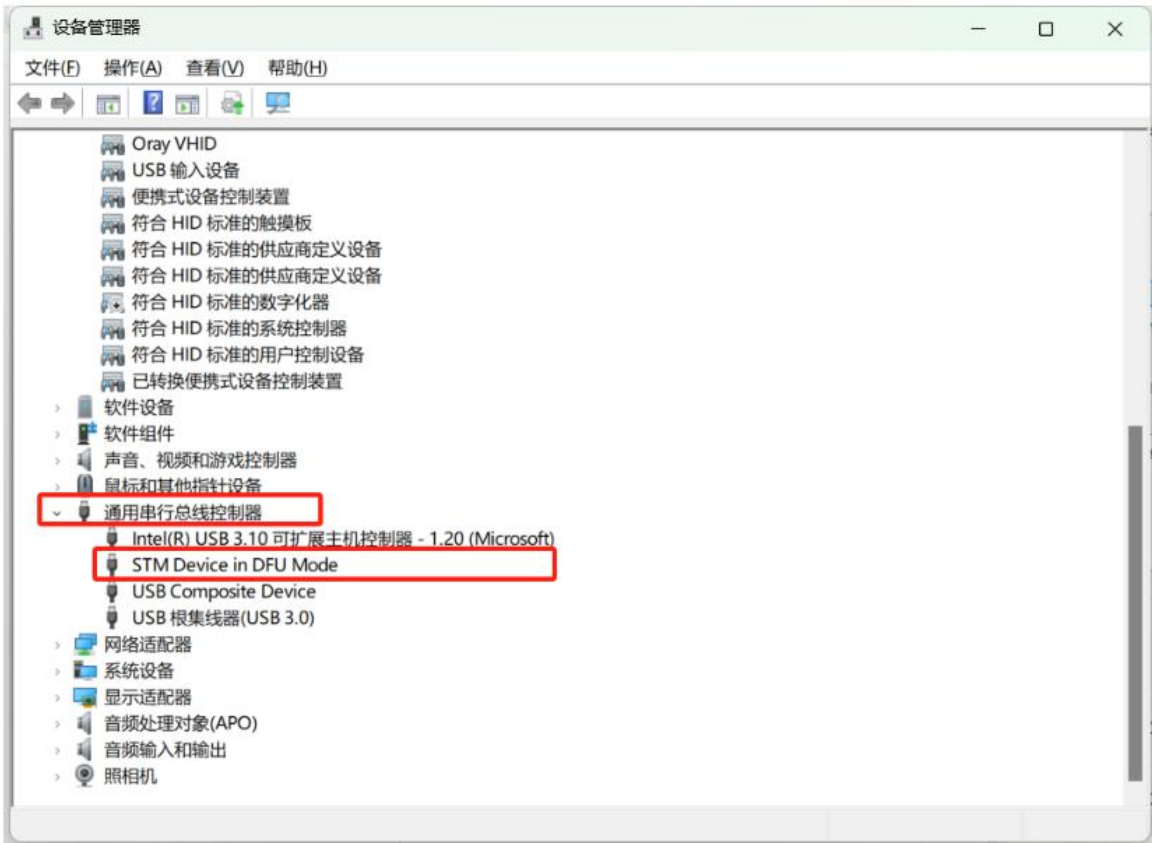 设备管理器
文件(F) 操作(A) 查看(V) 帮助(H)
Oray VHID
USB 输入设备
便携式设备控制装置
符合 HID 标准的触摸板
符合 HID 标准的供应商定义设备
符合 HID 标准的供应商定义设备
符合 HID 标准的数字化器
符合 HID 标准的系统控制器
符合 HID 标准的用户控制设备
已转换便携式设备控制装置
软件设备
软件组件
声音、视频和游戏控制器
鼠标和其他指针设备
通用串行总线控制器
Intel(R) USB 3.10 可扩展主机控制器 - 1.20 (Microsoft)
STM Device in DFU Mode
USB Composite Device
USB 根集线器(USB 3.0)
网络适配器
系统设备
显示适配器
音频处理对象(APO)
音频输入和输出
照相机